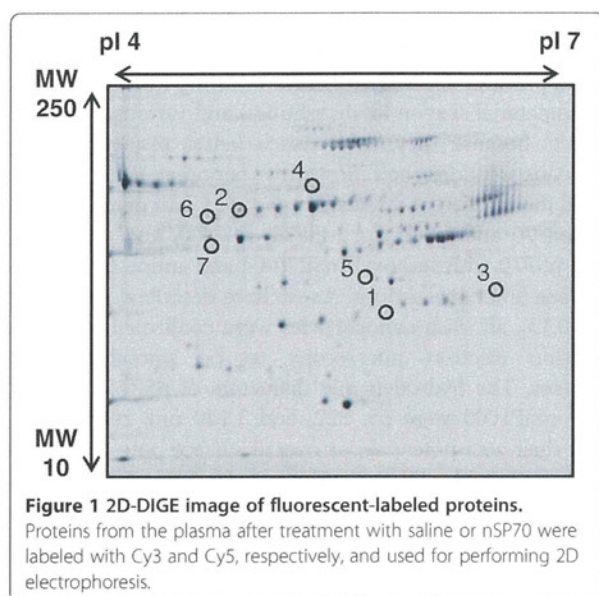 pI 4 pI 7
MW
250
4
6 2
7
5
3
1
MW
10
Figure 1 2D-DIGE image of fluorescent-labeled proteins.
Proteins from the plasma after treatment with saline or nSP70 were
labeled with Cy3 and Cy5, respectively, and used for performing 2D
electrophoresis.